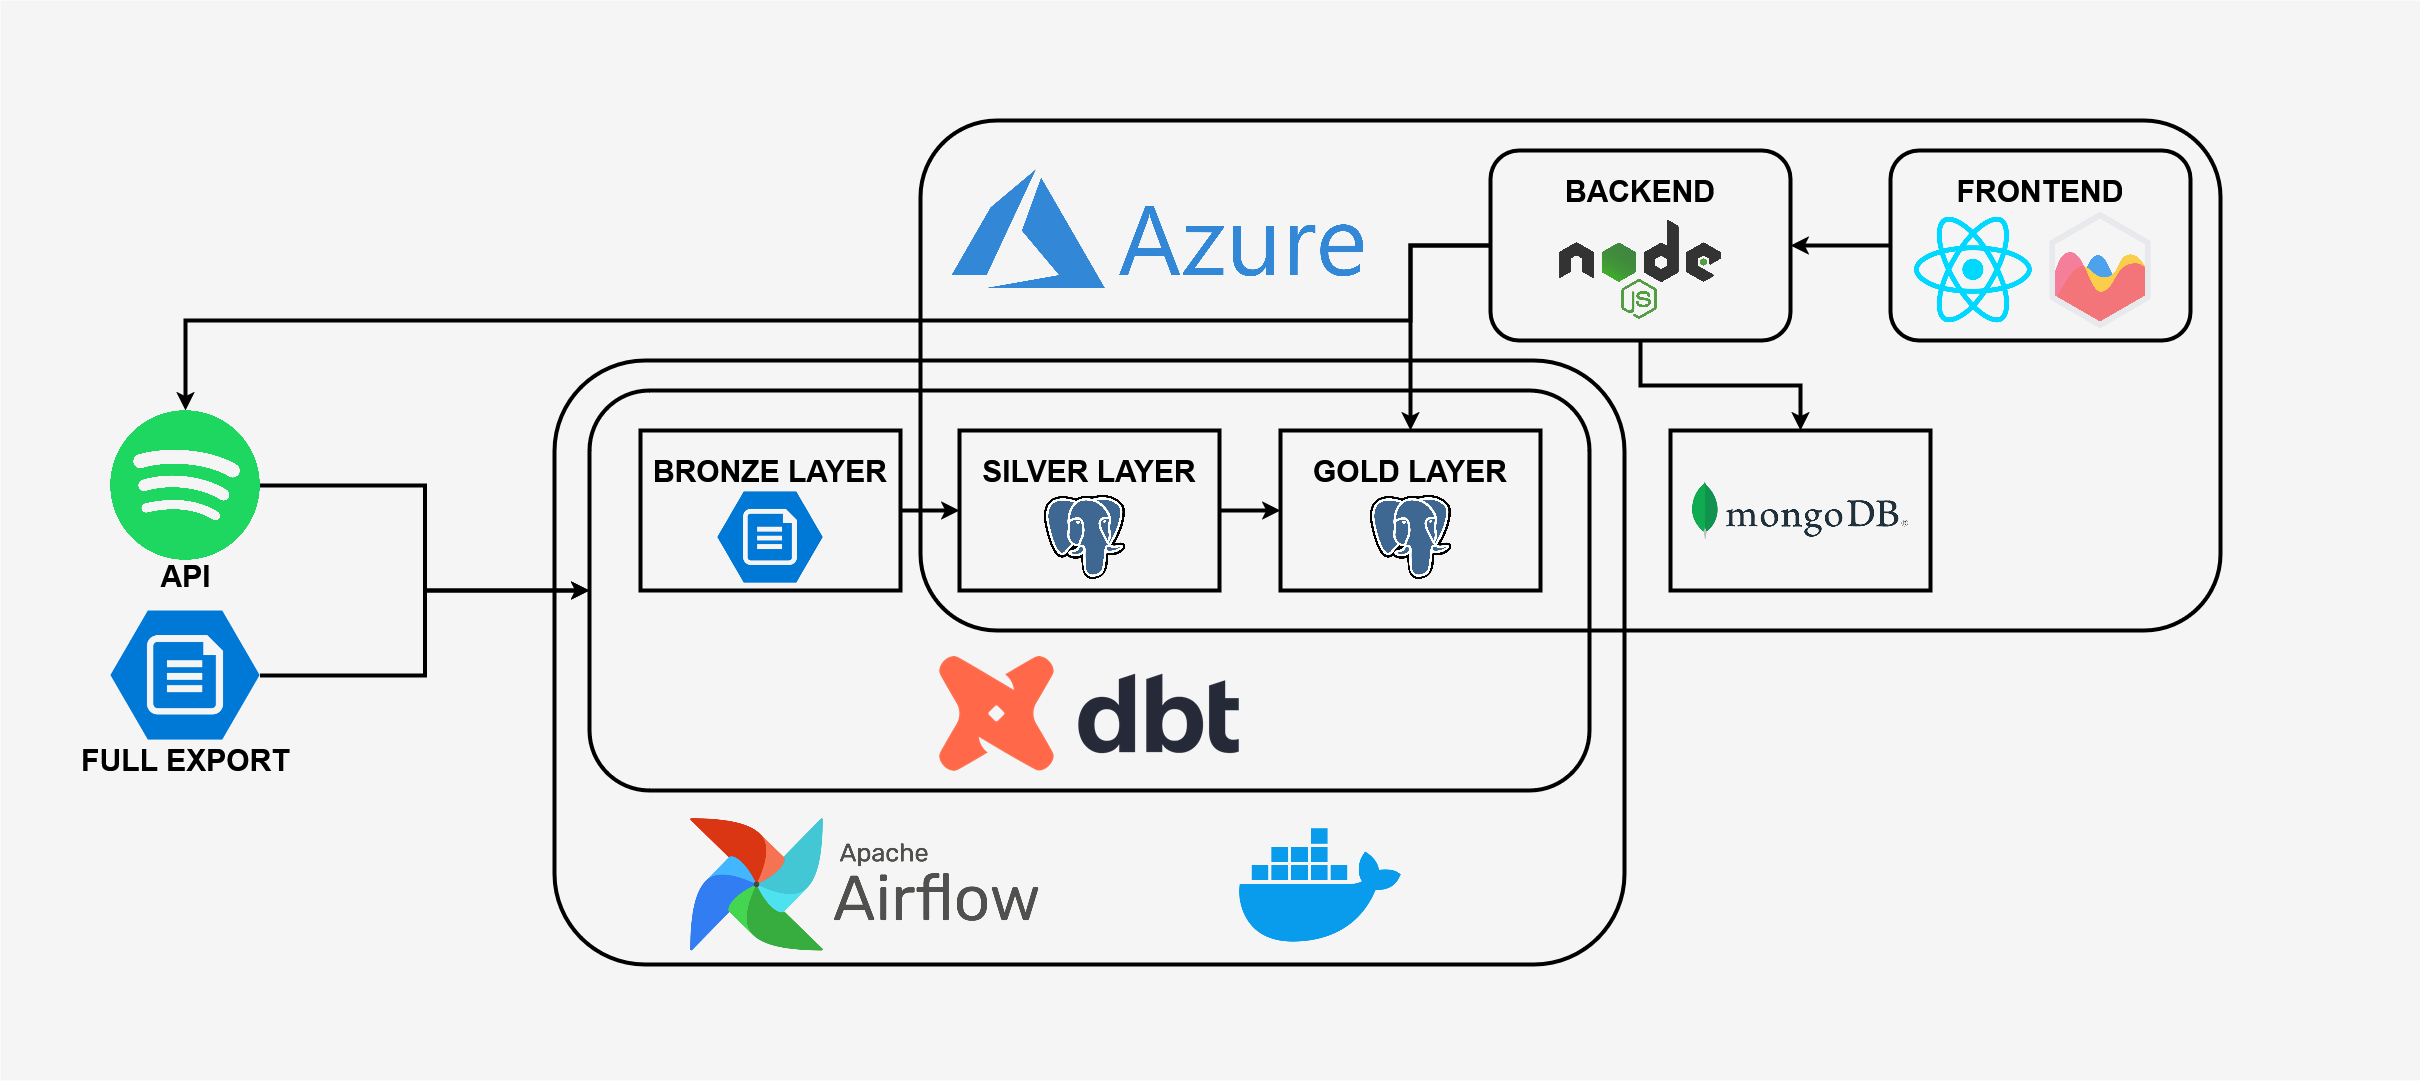 Azure
BACKEND
node
JS
FRONTEND
API
FULL EXPORT
BRONZE LAYER
SILVER LAYER
GOLD LAYER
mongoDB
dbt
Apache
Airflow